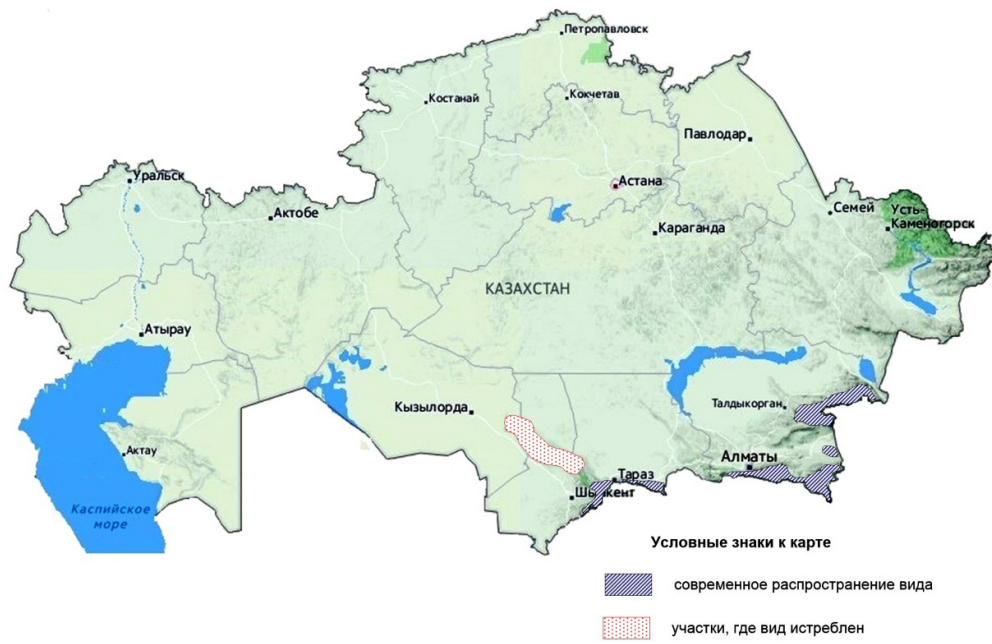 Петропавловск
Костанай
Кокчетав
Павлодар
Уральск
Астана
Актобе
Семей
Усть-
Каменогорск
Караганда
КАЗАХСТАН
Атырау
Кызылорда
Талдыкорган
Актау
Алматы
Тараз
Шымкент
Каспийское
море
Условные знаки к карте
современное распространение вида
участки, где вид истреблен